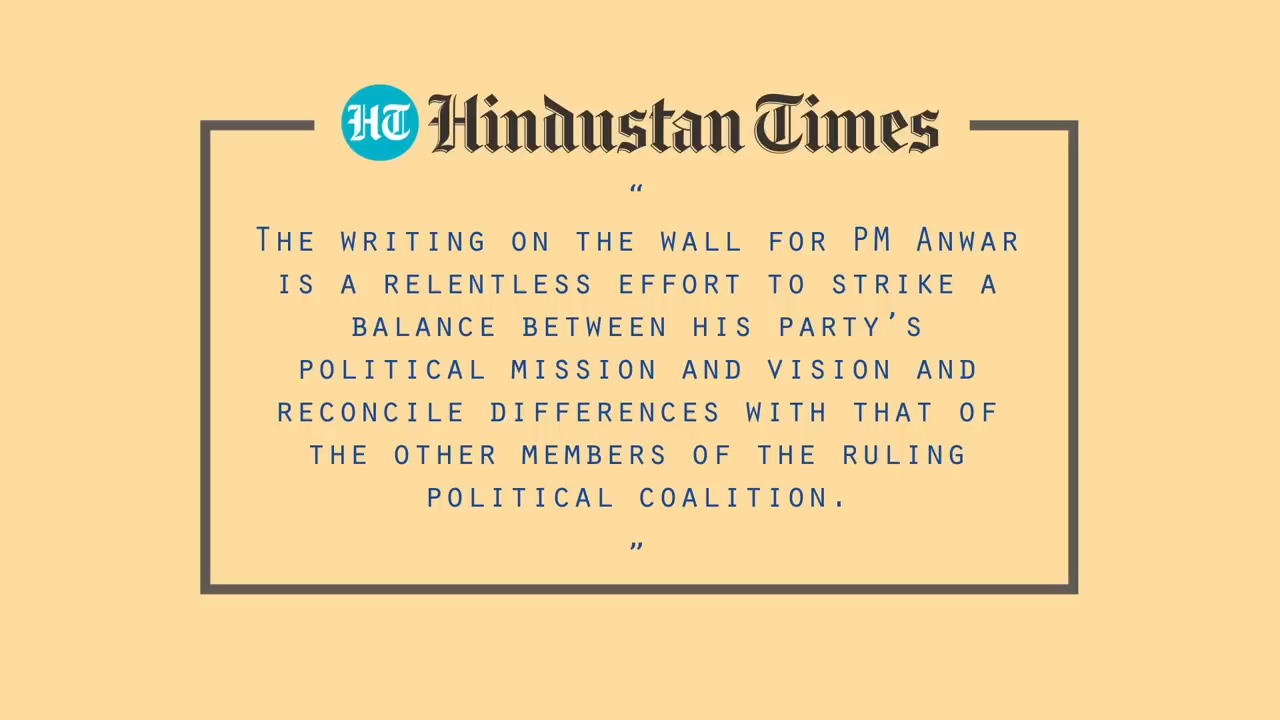 HT Hindustan Times
“
The writing on the wall for PM Anwar
is a relentless effort to strike a
balance between his party’s
political mission and vision and
reconcile differences with that of
the other members of the ruling
political coalition.
”